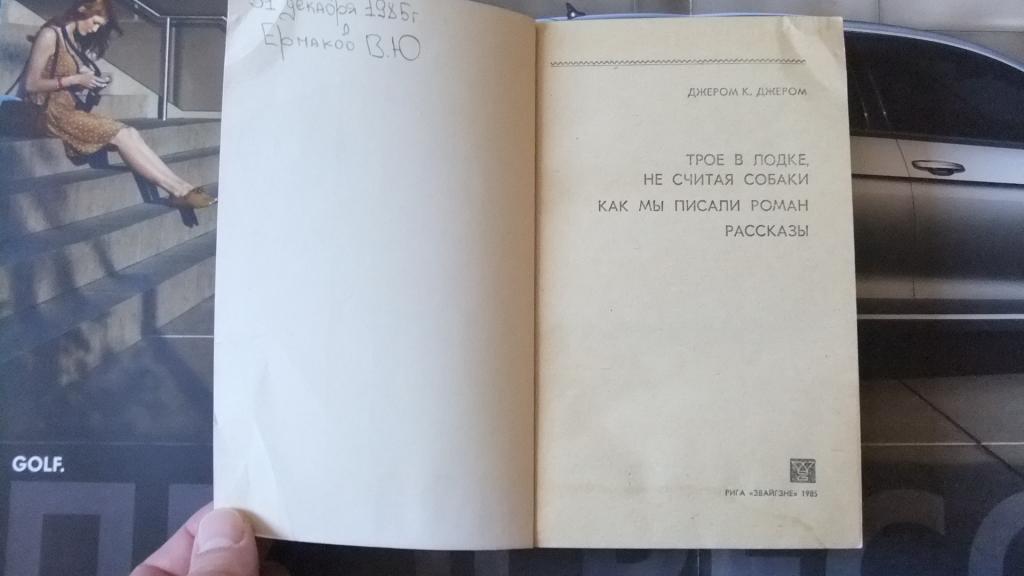 31 декабря 1985г
Ермаков В.Ю
ДЖЕРОМ К. ДЖЕРОМ
ТРОЕ В ЛОДКЕ,
НЕ СЧИТАЯ СОБАКИ
КАК МЫ ПИСАЛИ РОМАН
РАССКАЗЫ
РИГА «ЗВАЙГЗНЕ» 1985
GOLF.